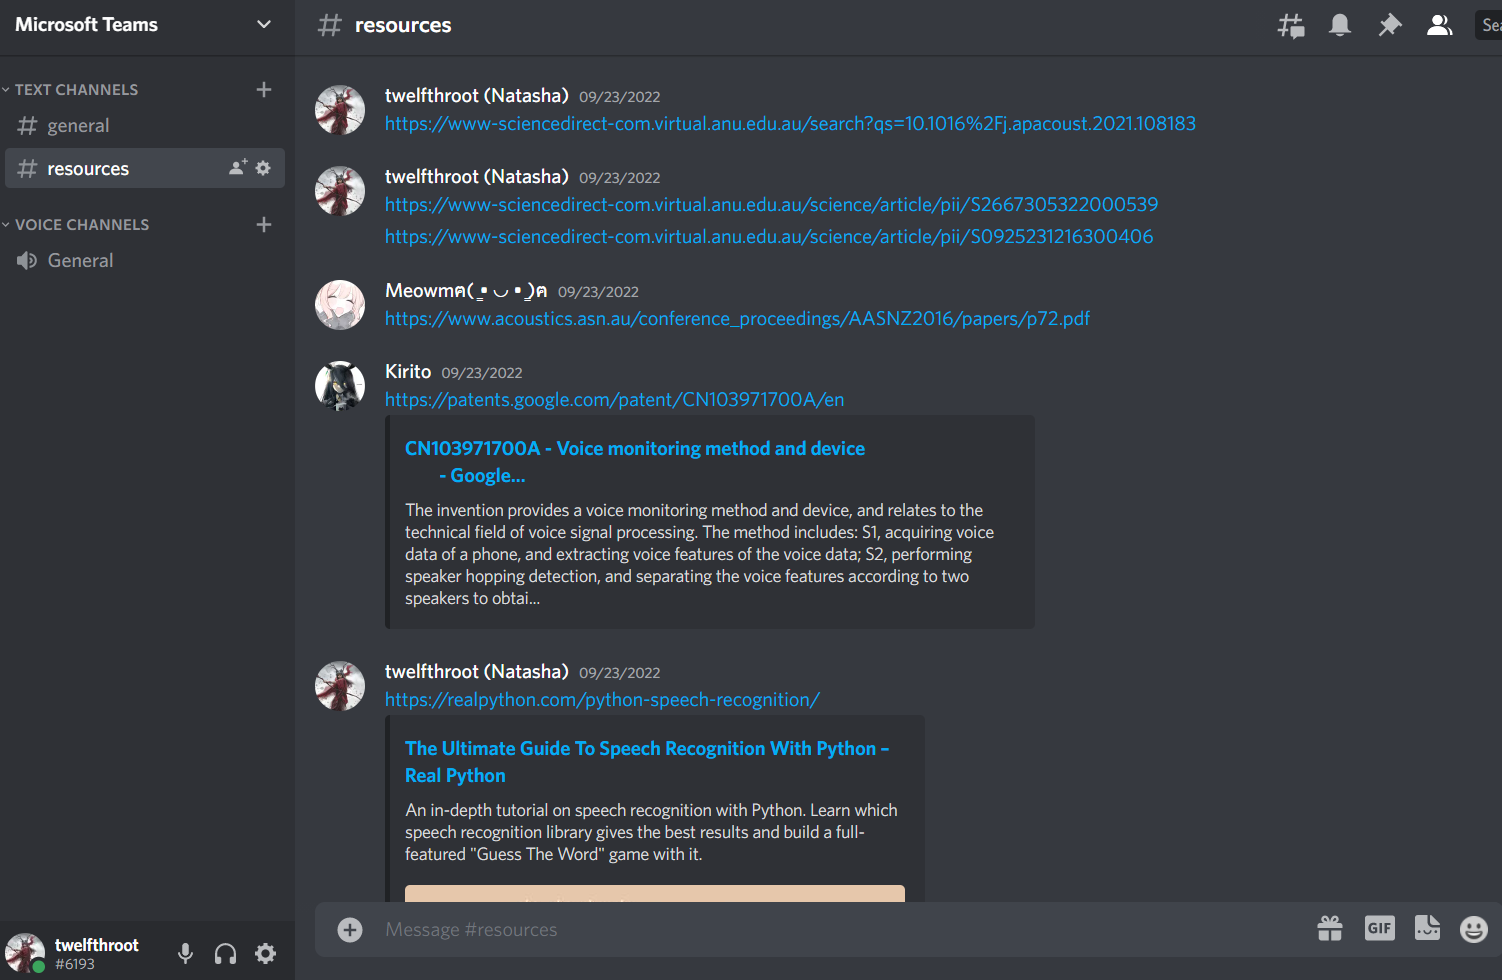 Microsoft Teams
TEXT CHANNELS
general
resources
VOICE CHANNELS
General
twelfthroot
#6193
# resources
twelfthroot (Natasha) 09/23/2022
https://www-sciencedirect-com.virtual.anu.edu.au/search?qs=10.1016%2Fj.apacoust.2021.108183
twelfthroot (Natasha) 09/23/2022
https://www-sciencedirect-com.virtual.anu.edu.au/science/article/pii/S2667305322000539
https://www-sciencedirect-com.virtual.anu.edu.au/science/article/pii/S0925231216300406
Meowmฅ(ﾐ・◡・ﾐ)ฅ 09/23/2022
https://www.acoustics.asn.au/conference_proceedings/AASNZ2016/papers/p72.pdf
Kirito 09/23/2022
https://patents.google.com/patent/CN103971700A/en
CN103971700A - Voice monitoring method and device
- Google...
The invention provides a voice monitoring method and device, and relates to the
technical field of voice signal processing. The method includes: S1, acquiring voice
data of a phone, and extracting voice features of the voice data; S2, performing
speaker hopping detection, and separating the voice features according to two
speakers to obtai...
twelfthroot (Natasha) 09/23/2022
https://realpython.com/python-speech-recognition/
The Ultimate Guide To Speech Recognition With Python –
Real Python
An in-depth tutorial on speech recognition with Python. Learn which
speech recognition library gives the best results and build a full-
featured "Guess The Word" game with it.
Message #resources
GIF